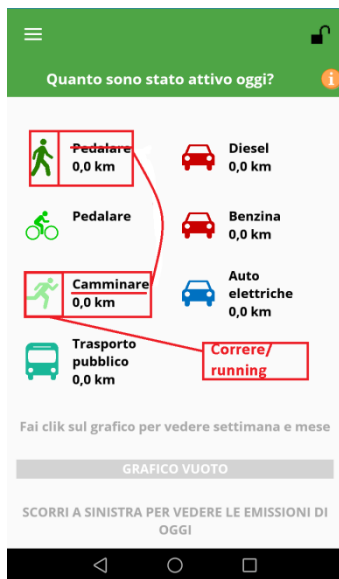 Quanto sono stato attivo oggi?
i
Pedalare
0,0 km
Diesel
0,0 km
Pedalare
Benzina
0,0 km
Camminare
0,0 km
Auto
elettriche
0,0 km
Trasporto
pubblico
0,0 km
Correre/
running
Fai clik sul grafico per vedere settimana e mese
GRAFICO VUOTO
SCORRI A SINISTRA PER VEDERE LE EMISSIONI DI
OGGI